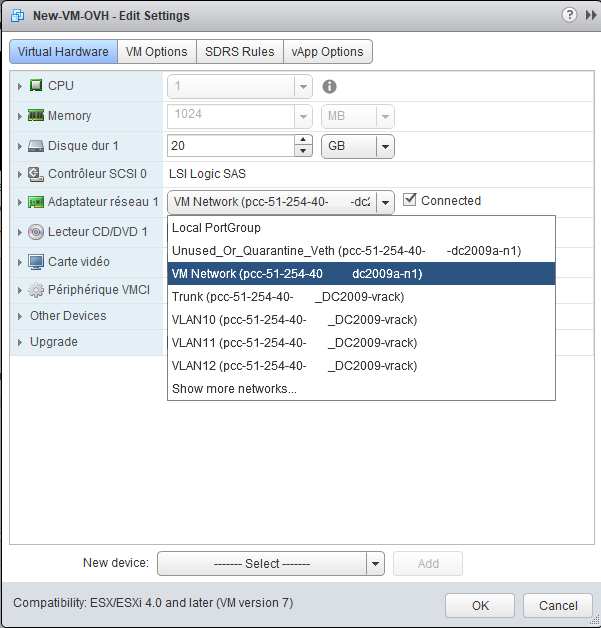 New-VM-OVH - Edit Settings
Virtual Hardware VM Options SDRS Rules vApp Options
CPU 1
Memory 1024 MB
Disque dur 1 20 GB
Contrôleur SCSI 0 LSI Logic SAS
Adaptateur réseau 1 VM Network (pcc-51-254-40- -dc2 Connected
Local PortGroup
Lecteur CD/DVD 1 Unused_Or_Quarantine_Veth (pcc-51-254-40- -dc2009a-n1)
Carte vidéo VM Network (pcc-51-254-40 dc2009a-n1)
Périphérique VMCI Trunk (pcc-51-254-40- _DC2009-vrack)
Other Devices VLAN10 (pcc-51-254-40- _DC2009-vrack)
Upgrade VLAN11 (pcc-51-254-40- _DC2009-vrack)
VLAN12 (pcc-51-254-40- _DC2009-vrack)
Show more networks...
New device: ------- Select ------- Add
Compatibility: ESX/ESXi 4.0 and later (VM version 7) OK Cancel